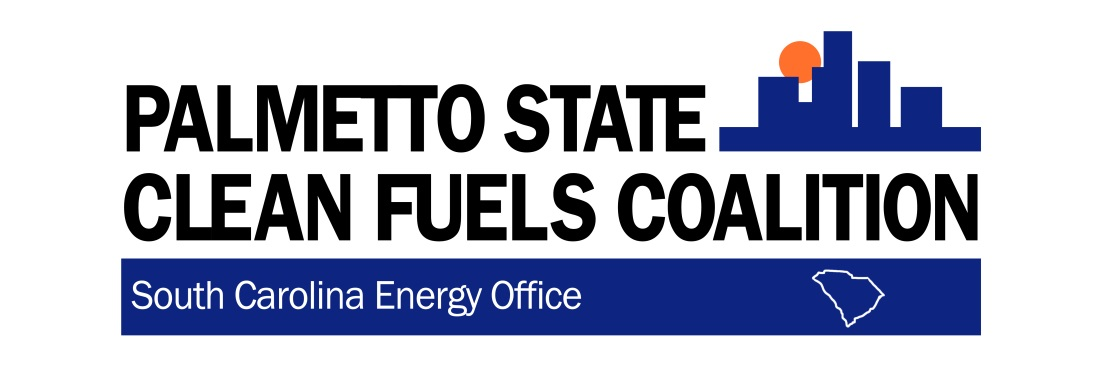 PALMETTO STATE
CLEAN FUELS COALITION
South Carolina Energy Office